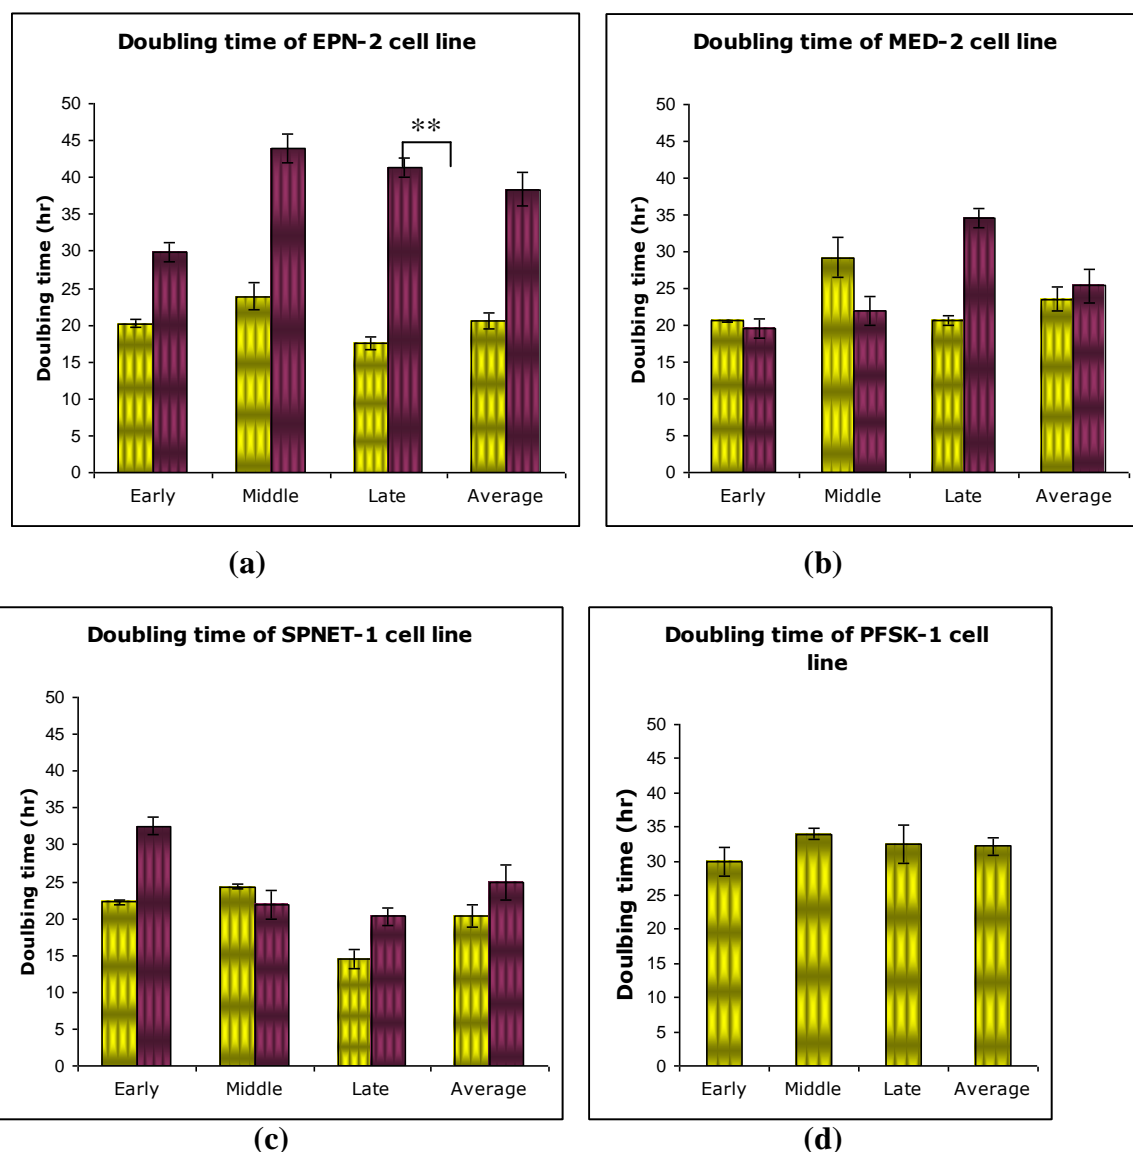 Doubling time of EPN-2 cell line
50
45
40
35
30
25
20
15
10
5
0
Doulbing time (hr)
**
Early Middle Late Average
(a)
Doubling time of MED-2 cell line
50
45
40
35
30
25
20
15
10
5
0
Doulbing time (hr)
Early Middle Late Average
(b)
Doubling time of SPNET-1 cell line
50
45
40
35
30
25
20
15
10
5
0
Doulbing time (hr)
Early Middle Late Average
(c)
Doubling time of PFSK-1 cell
line
50
45
40
35
30
25
20
15
10
5
0
Doulbing time (hr)
Early Middle Late Average
(d)